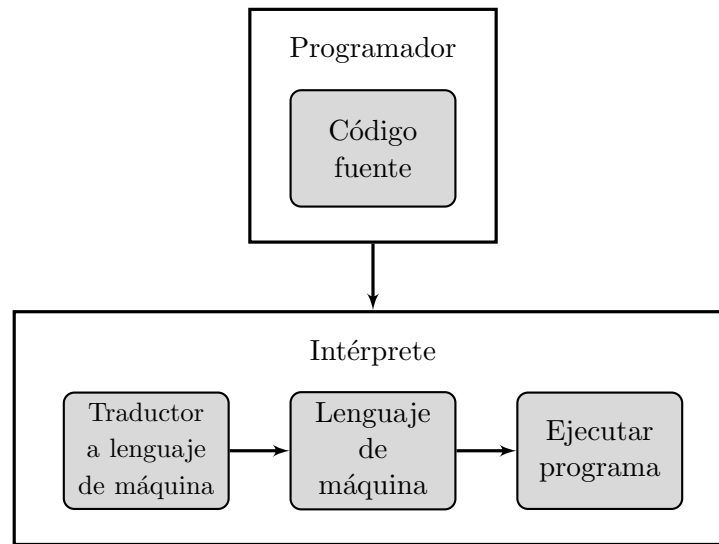 Programador
Código
fuente
Intérprete
Traductor
a lenguaje
de máquina
Lenguaje
de
máquina
Ejecutar
programa